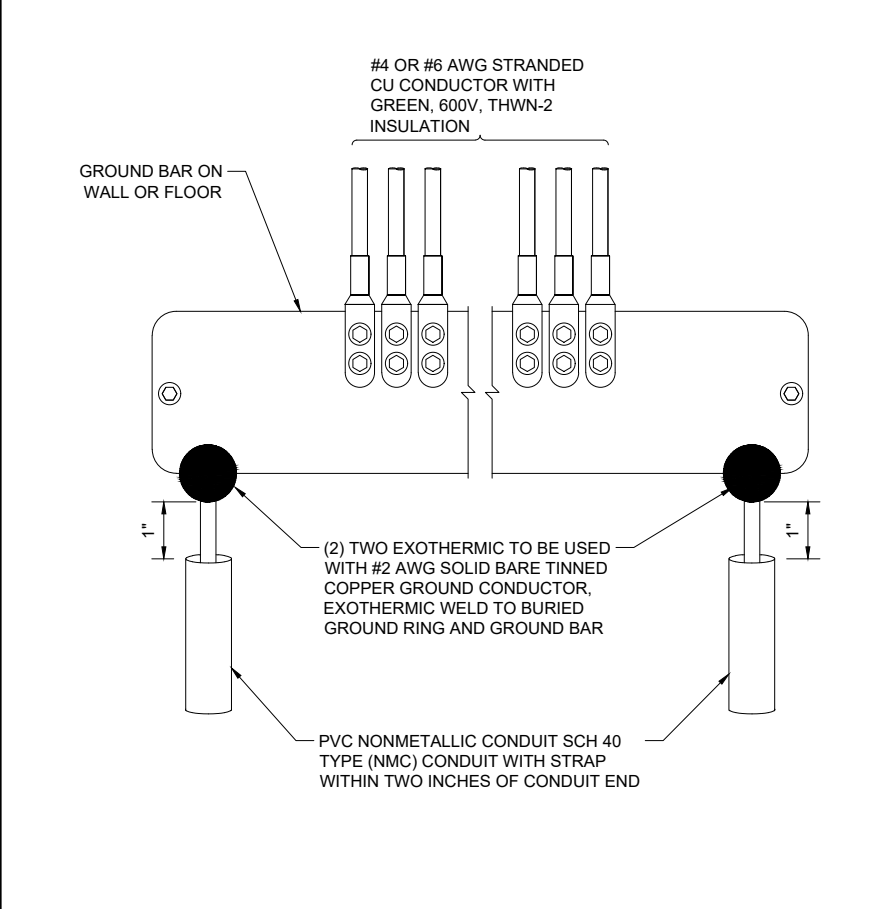 #4 OR #6 AWG STRANDED
CU CONDUCTOR WITH
GREEN, 600V, THWN-2
INSULATION
GROUND BAR ON
WALL OR FLOOR
1"
1"
(2) TWO EXOTHERMIC TO BE USED
WITH #2 AWG SOLID BARE TINNED
COPPER GROUND CONDUCTOR,
EXOTHERMIC WELD TO BURIED
GROUND RING AND GROUND BAR
PVC NONMETALLIC CONDUIT SCH 40
TYPE (NMC) CONDUIT WITH STRAP
WITHIN TWO INCHES OF CONDUIT END